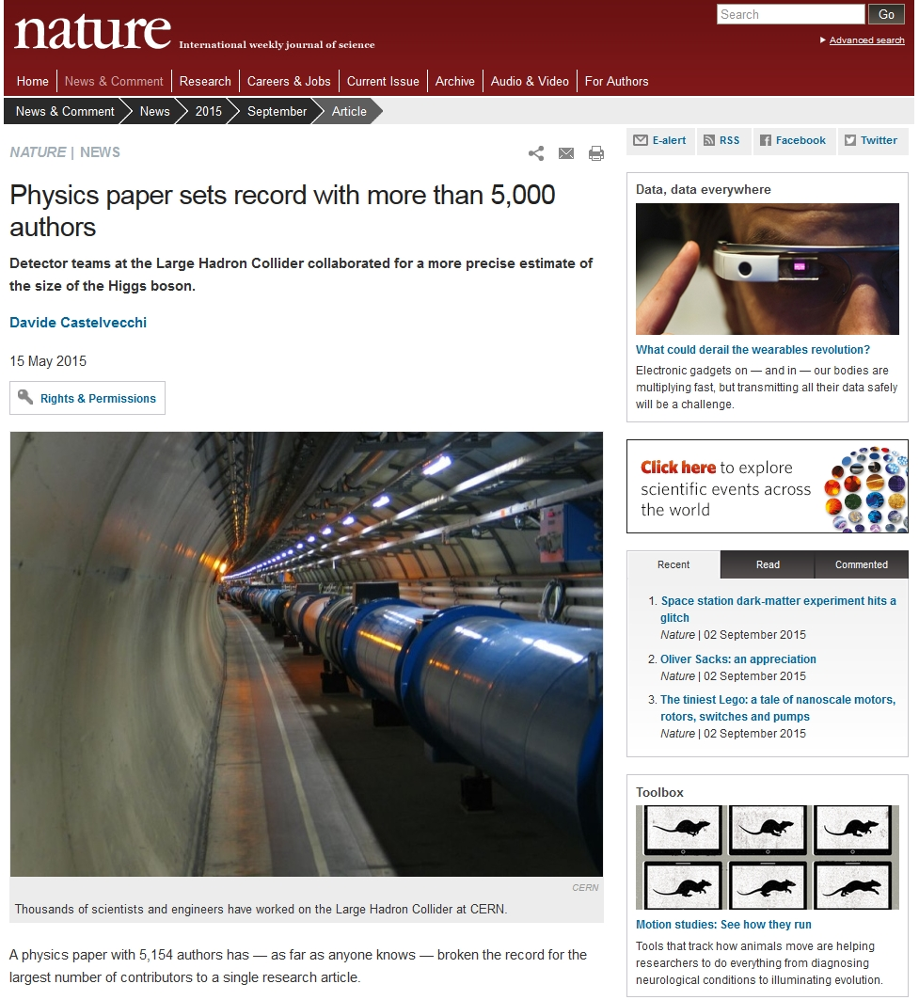 nature International weekly journal of science
Search Go
Advanced search
Home News & Comment Research Careers & Jobs Current Issue Archive Audio & Video For Authors
News & Comment News 2015 September Article
NATURE | NEWS
Physics paper sets record with more than 5,000
authors
Detector teams at the Large Hadron Collider collaborated for a more precise estimate of
the size of the Higgs boson.
Davide Castelvecchi
15 May 2015
Rights & Permissions
CERN
Thousands of scientists and engineers have worked on the Large Hadron Collider at CERN.
A physics paper with 5,154 authors has — as far as anyone knows — broken the record for the
largest number of contributors to a single research article.
E-alert RSS Facebook Twitter
Data, data everywhere
What could derail the wearables revolution?
Electronic gadgets on — and in — our bodies are
multiplying fast, but transmitting all their data safely
will be a challenge.
Click here to explore
scientific events across
the world
Recent Read Commented
1. Space station dark-matter experiment hits a
glitch
Nature | 02 September 2015
2. Oliver Sacks: an appreciation
Nature | 02 September 2015
3. The tiniest Lego: a tale of nanoscale motors,
rotors, switches and pumps
Nature | 02 September 2015
Toolbox
Motion studies: See how they run
Tools that track how animals move are helping
researchers to do everything from diagnosing
neurological conditions to illuminating evolution.